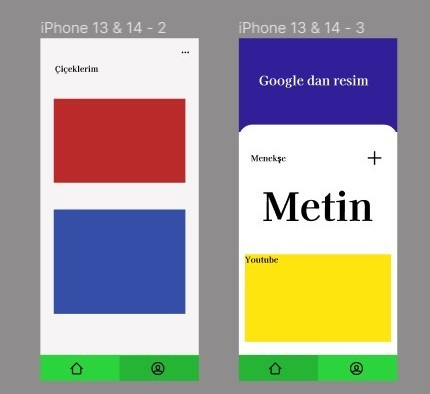 iPhone 13 & 14 - 2
...
Çiçeklerim
iPhone 13 & 14 - 3
Google dan resim
Menekşe
Metin
Youtube